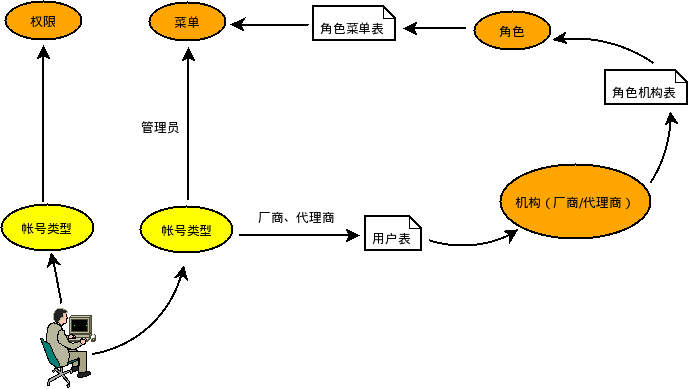 权限
菜单
角色菜单表
角色
角色机构表
管理员
机构（厂商/代理商）
帐号类型
帐号类型
厂商、代理商
用户表